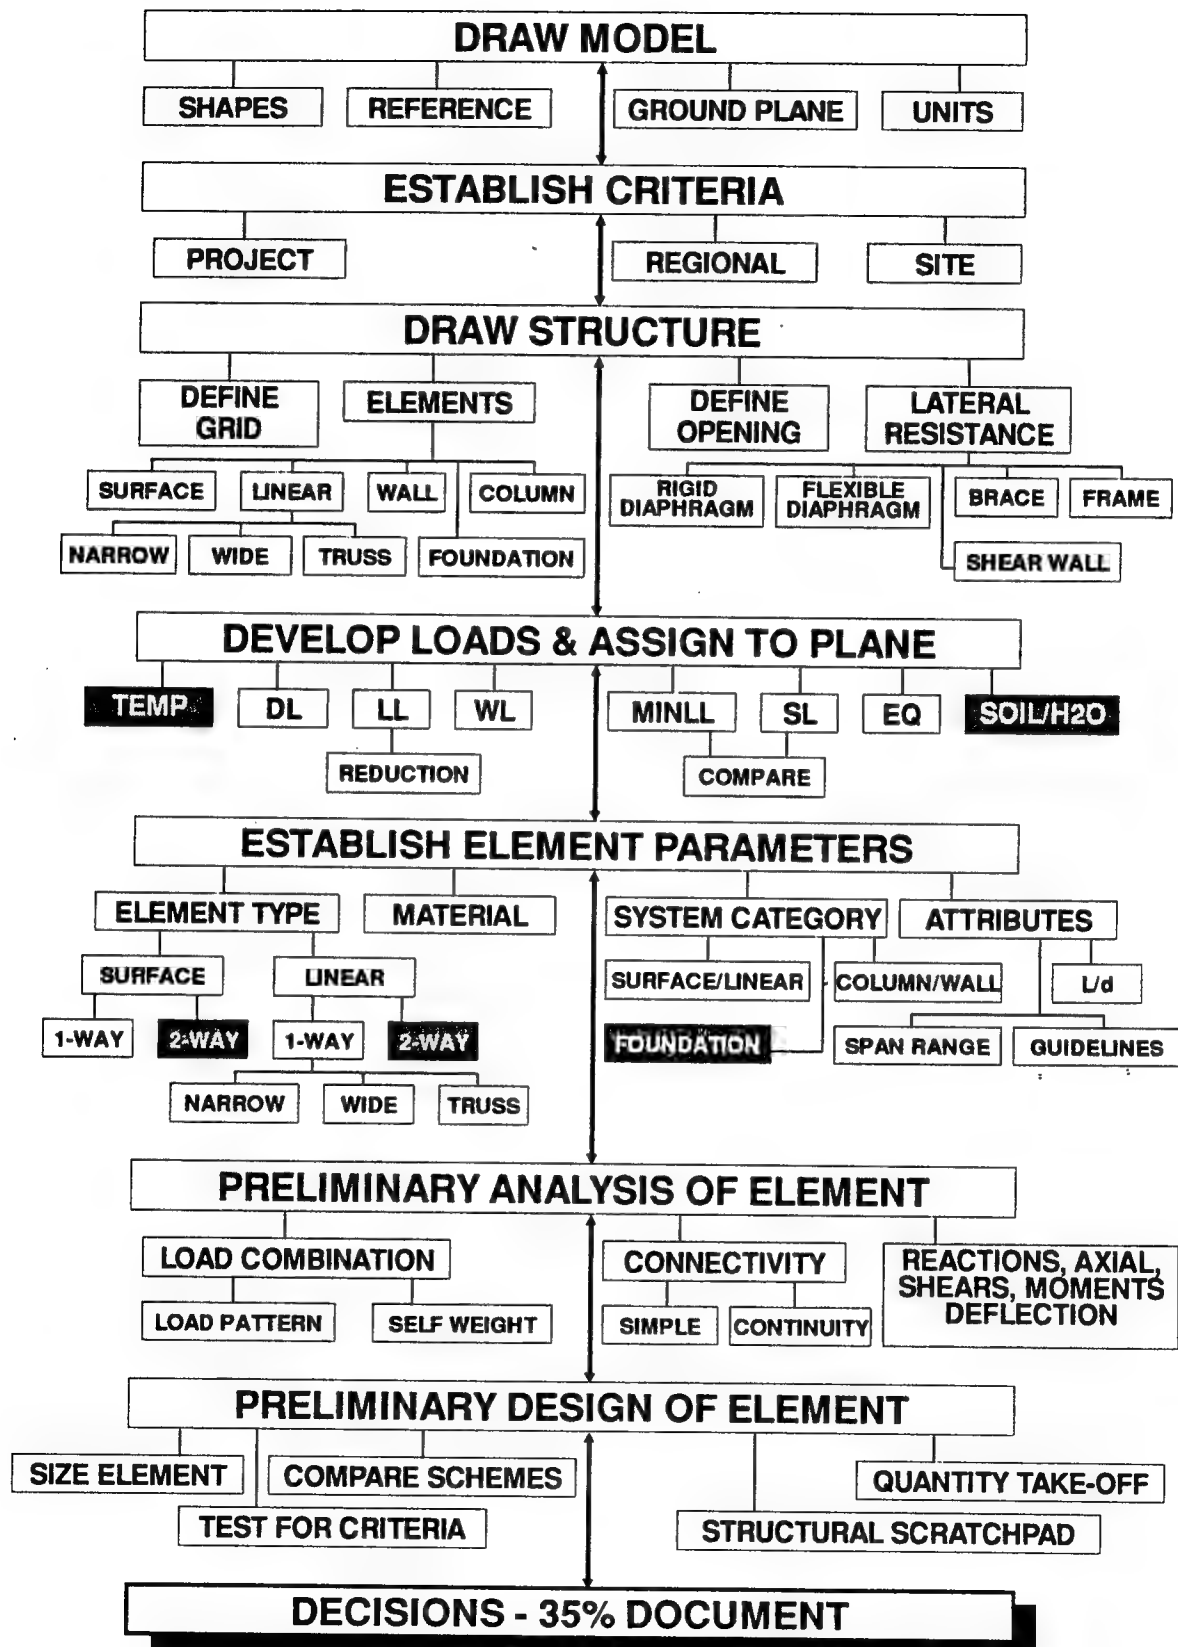 DRAW MODEL
SHAPES
REFERENCE
GROUND PLANE
UNITS
ESTABLISH CRITERIA
PROJECT
REGIONAL
SITE
DRAW STRUCTURE
DEFINE
GRID
ELEMENTS
DEFINE
OPENING
LATERAL
RESISTANCE
SURFACE
LINEAR
WALL
COLUMN
RIGID
DIAPHRAGM
FLEXIBLE
DIAPHRAGM
BRACE
FRAME
NARROW
WIDE
TRUSS
FOUNDATION
SHEAR WALL
DEVELOP LOADS & ASSIGN TO PLANE
TEMP
DL
LL
WL
MINLL
SL
EQ
SOIL/H2O
REDUCTION
COMPARE
ESTABLISH ELEMENT PARAMETERS
ELEMENT TYPE
MATERIAL
SYSTEM CATEGORY
ATTRIBUTES
SURFACE
LINEAR
SURFACE/LINEAR
COLUMN/WALL
L/d
1-WAY
2-WAY
1-WAY
2-WAY
FOUNDATION
SPAN RANGE
GUIDELINES
NARROW
WIDE
TRUSS
PRELIMINARY ANALYSIS OF ELEMENT
LOAD COMBINATION
CONNECTIVITY
REACTIONS, AXIAL,
SHEARS, MOMENTS
DEFLECTION
LOAD PATTERN
SELF WEIGHT
SIMPLE
CONTINUITY
PRELIMINARY DESIGN OF ELEMENT
SIZE ELEMENT
COMPARE SCHEMES
QUANTITY TAKE-OFF
TEST FOR CRITERIA
STRUCTURAL SCRATCHPAD
DECISIONS - 35% DOCUMENT